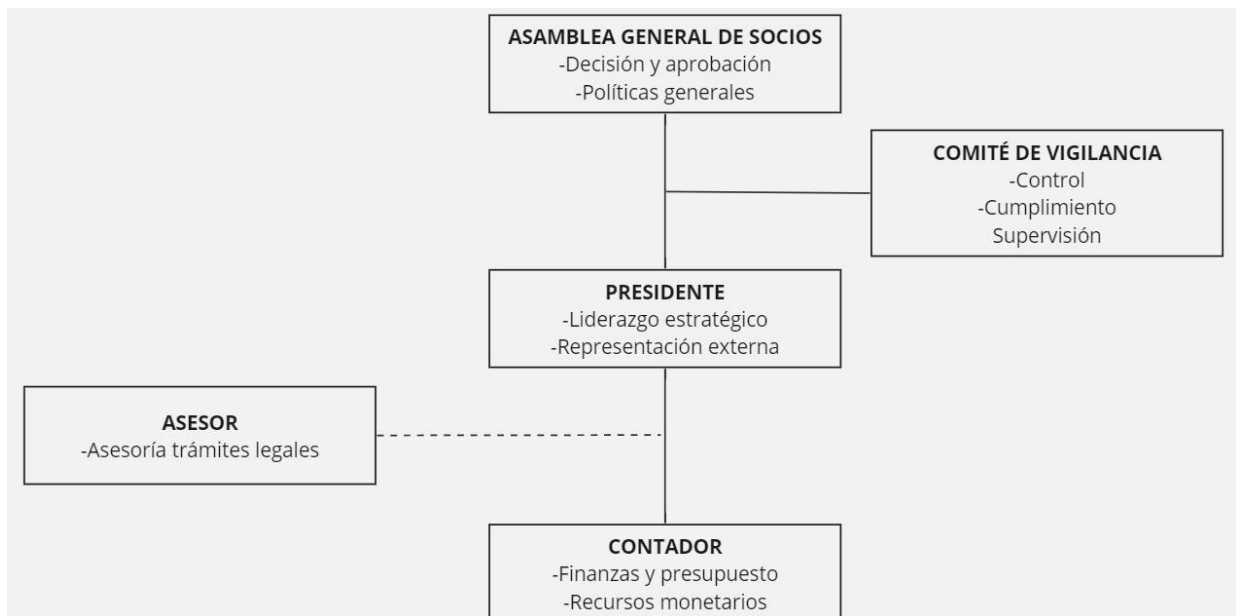 ASAMBLEA GENERAL DE SOCIOS
-Decisión y aprobación
-Políticas generales
COMITÉ DE VIGILANCIA
-Control
-Cumplimiento
Supervisión
PRESIDENTE
-Liderazgo estratégico
-Representación externa
ASESOR
-Asesoría trámites legales
CONTADOR
-Finanzas y presupuesto
-Recursos monetarios